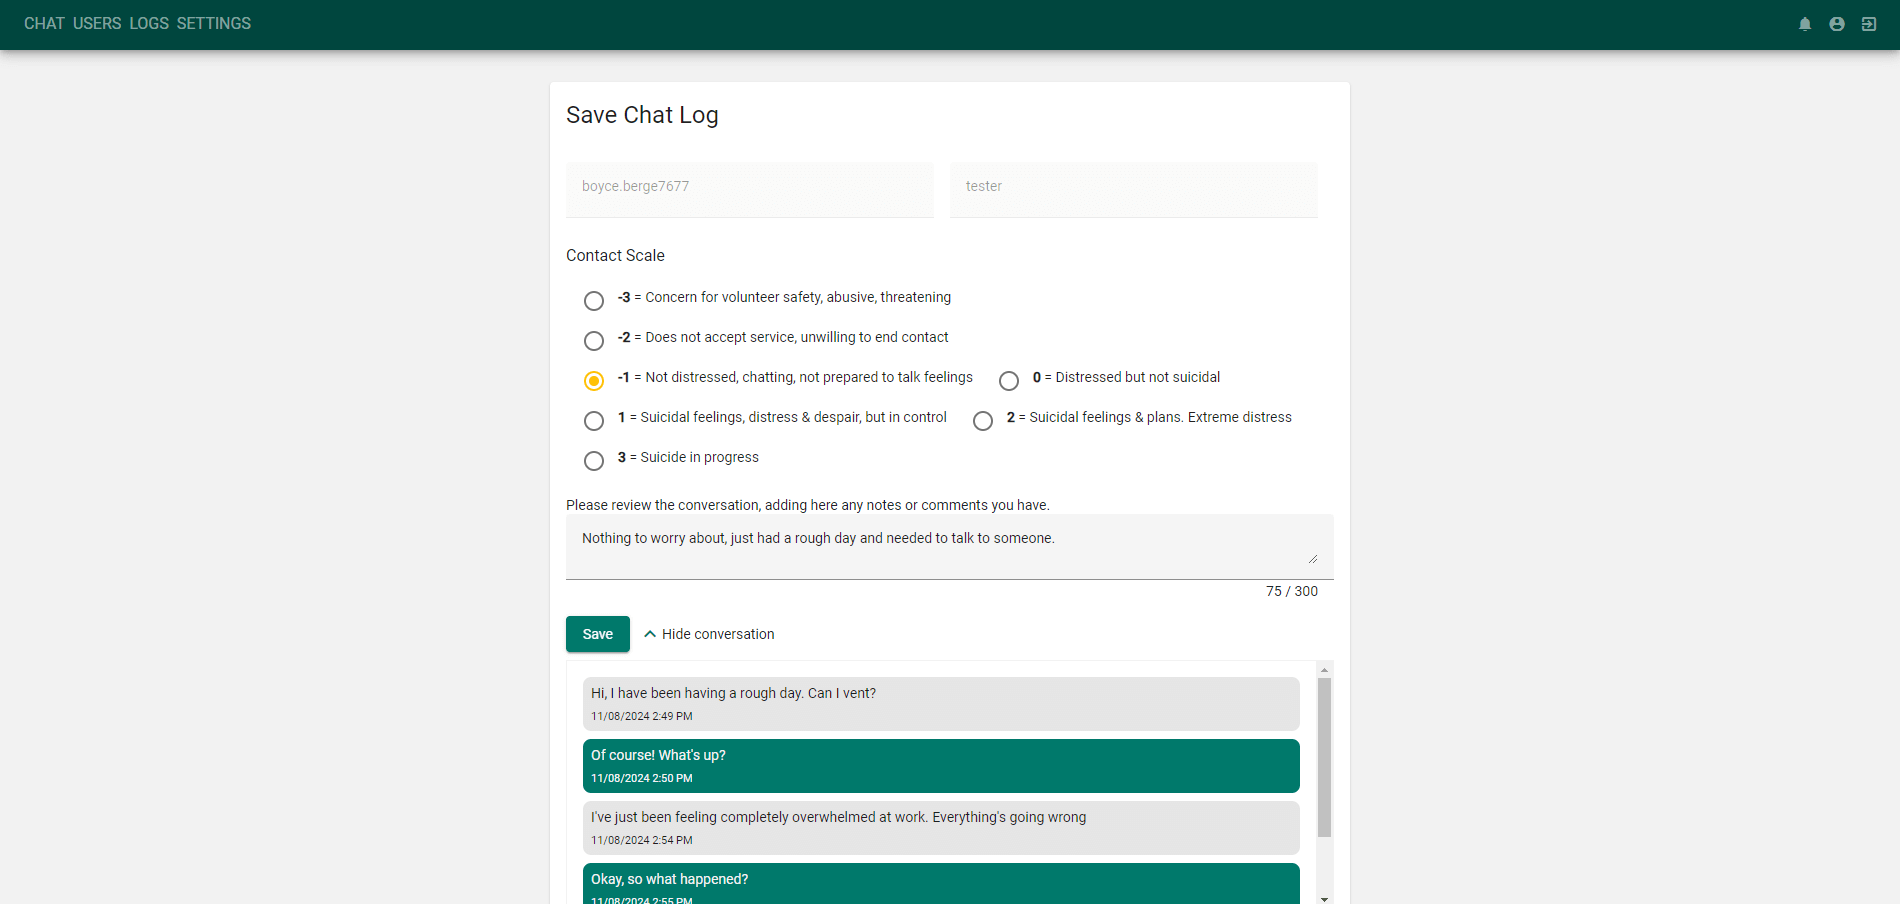 CHAT USERS LOGS SETTINGS
Save Chat Log
boyce.berge7677 tester
Contact Scale
-3 = Concern for volunteer safety, abusive, threatening
-2 = Does not accept service, unwilling to end contact
-1 = Not distressed, chatting, not prepared to talk feelings 0 = Distressed but not suicidal
1 = Suicidal feelings, distress & despair, but in control 2 = Suicidal feelings & plans. Extreme distress
3 = Suicide in progress
Please review the conversation, adding here any notes or comments you have.
Nothing to worry about, just had a rough day and needed to talk to someone.
75 / 300
Save Hide conversation
Hi, I have been having a rough day. Can I vent?
11/08/2024 2:49 PM
Of course! What's up?
11/08/2024 2:50 PM
I've just been feeling completely overwhelmed at work. Everything's going wrong
11/08/2024 2:54 PM
Okay, so what happened?
11/08/2024 2:55 PM